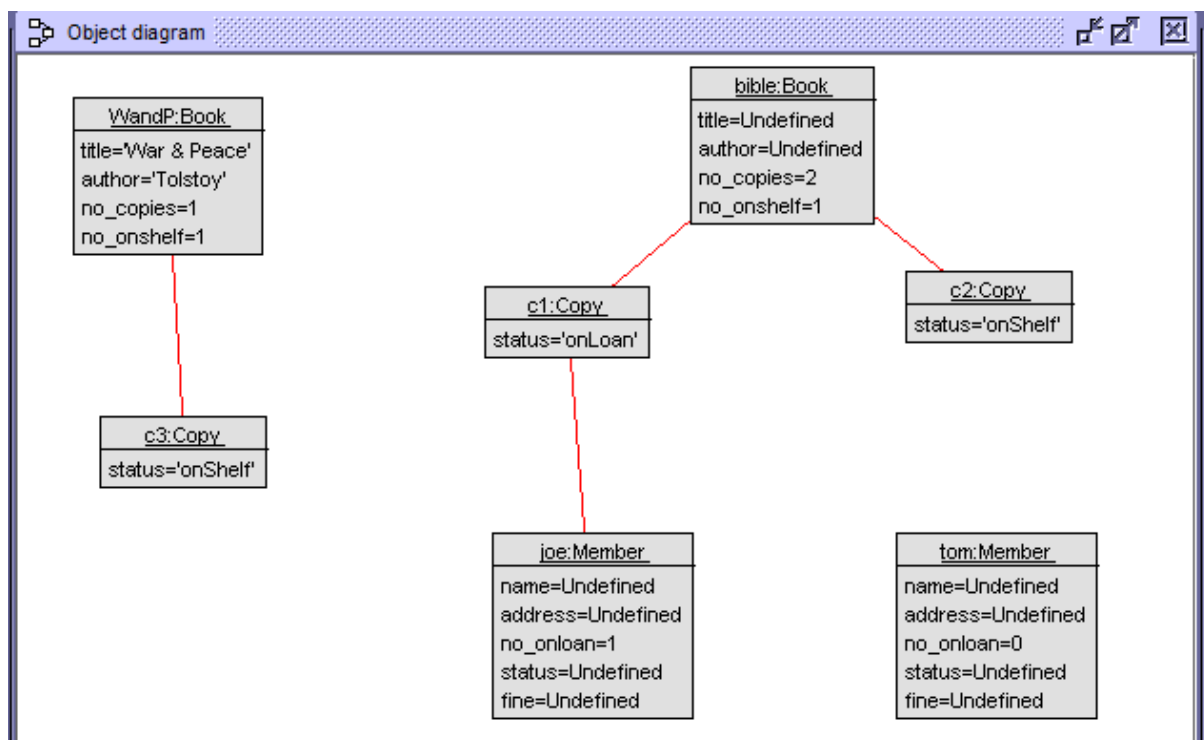 Object diagram
WandP:Book
title='War & Peace'
author='Tolstoy'
no_copies=1
no_onshelf=1
bible:Book
title=Undefined
author=Undefined
no_copies=2
no_onshelf=1
c1:Copy
status='onLoan'
c2:Copy
status='onShelf'
c3:Copy
status='onShelf'
joe:Member
name=Undefined
address=Undefined
no_onloan=1
status=Undefined
fine=Undefined
tom:Member
name=Undefined
address=Undefined
no_onloan=0
status=Undefined
fine=Undefined